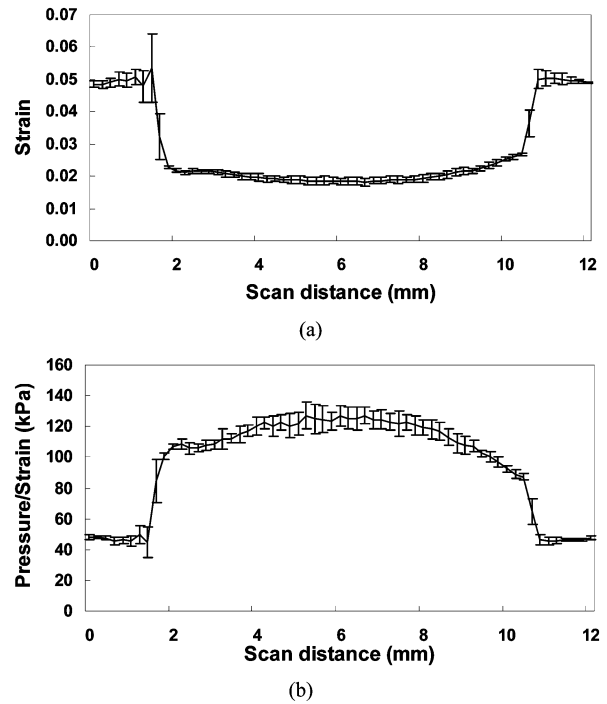 0.07
0.06
0.05
0.04
0.03
0.02
0.01
0.00
Strain
0 2 4 6 8 10 12
Scan distance (mm)
(a)
160
140
120
100
80
60
40
20
0
Pressure/Strain (kPa)
0 2 4 6 8 10 12
Scan distance (mm)
(b)